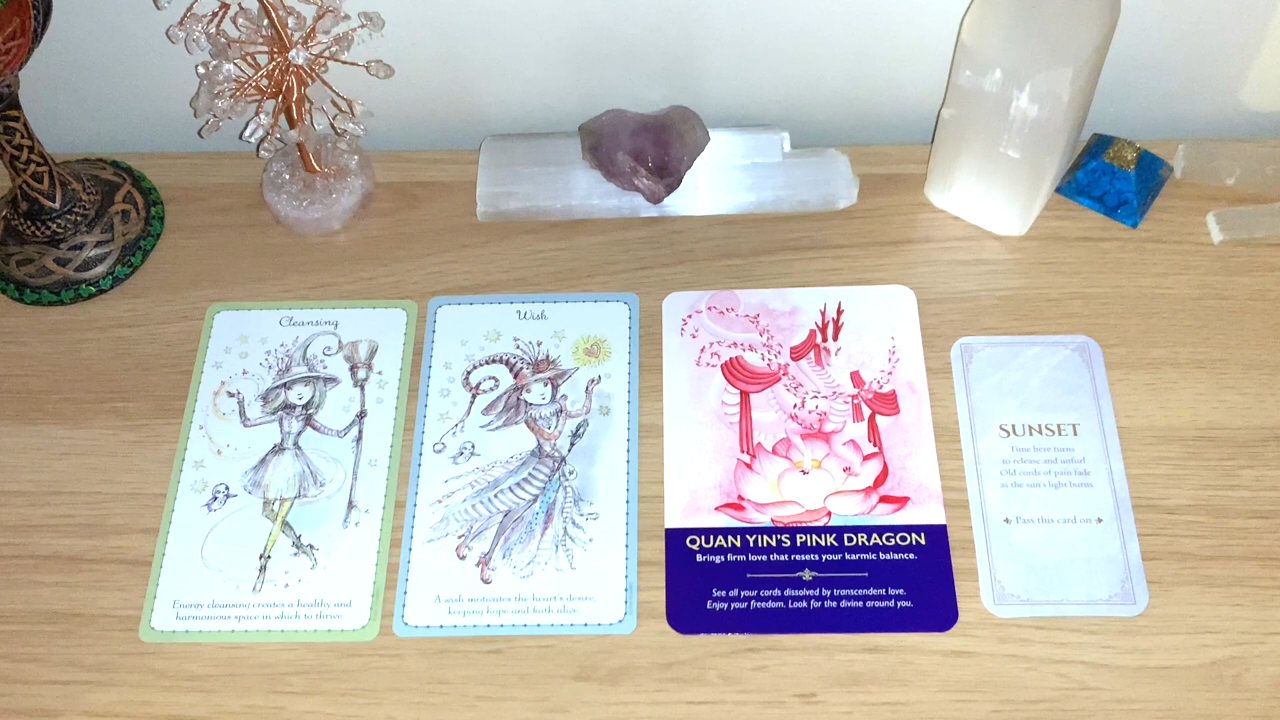 Cleansing
Energy cleansing creates a healthy and
harmonious space in which to thrive.
Wish
A wish motivates the heart's desire,
keeping hope and faith alive.
QUAN YIN'S PINK DRAGON
Brings firm love that resets your karmic balance.
See all your cords dissolved by transcendent love.
Enjoy your freedom. Look for the divine around you.
SUNSET
Time here turns
to release and unfurl
Old cords of pain fade
as the sun's light burns
Pass this card on